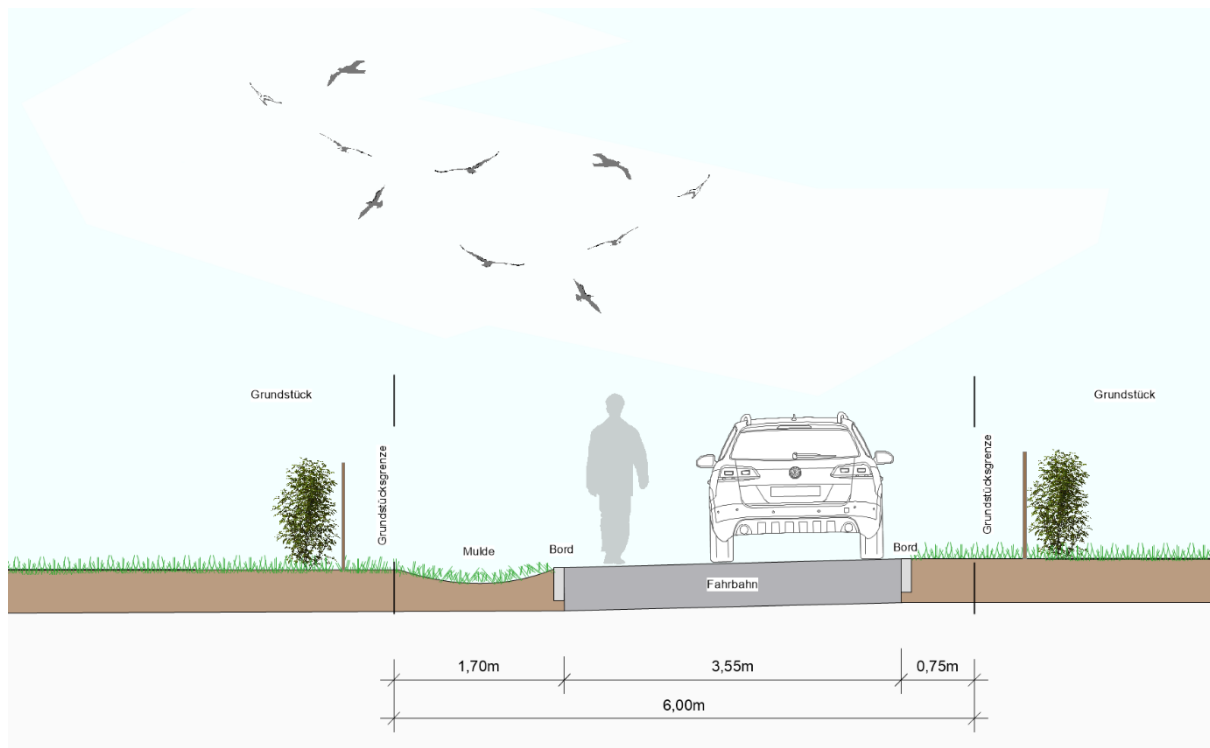 Grundstück
Grundstück
Grundstücksgrenze
Grundstücksgrenze
Mulde
Bord
Bord
Fahrbahn
1,70m
3,55m
0,75m
6,00m